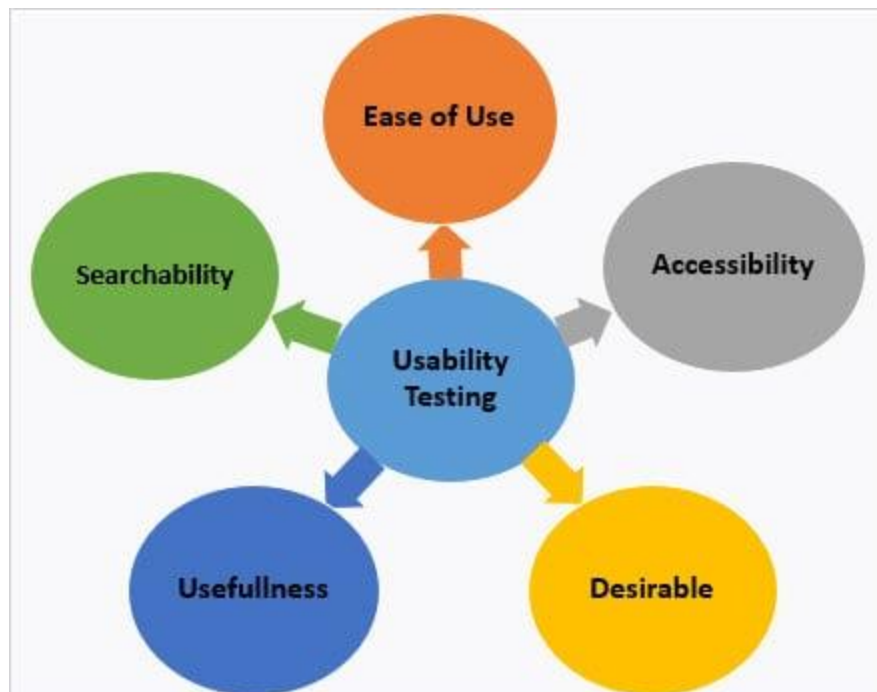 Ease of Use
Searchability
Accessibility
Usability
Testing
Usefullness
Desirable